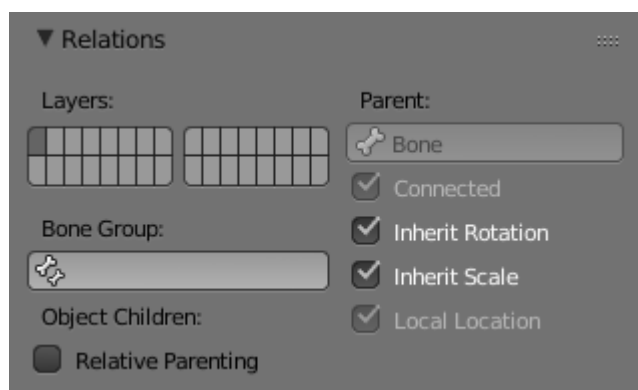 Relations
Layers:
Parent:
Bone
Connected
Bone Group:
Inherit Rotation
Inherit Scale
Object Children:
Local Location
Relative Parenting